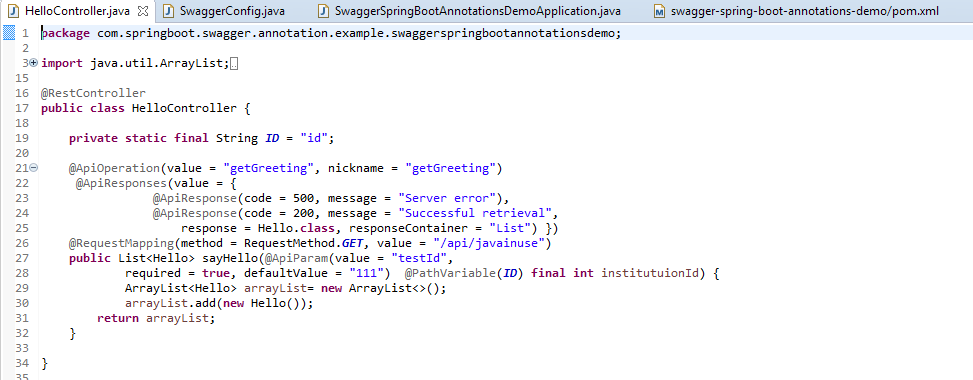 HelloController.java SwaggerConfig.java SwaggerSpringBootAnnotationsDemoApplication.java swagger-spring-boot-annotations-demo/pom.xml
1 package com.springboot.swagger.annotation.example.swaggerspringbootannotationsdemo;
2
3 import java.util.ArrayList;
15
16 @RestController
17 public class HelloController {
18
19     private static final String ID = "id";
20
21     @ApiOperation(value = "getGreeting", nickname = "getGreeting")
22      @ApiResponses(value = {
23                 @ApiResponse(code = 500, message = "Server error"),
24                 @ApiResponse(code = 200, message = "Successful retrieval",
25                     response = Hello.class, responseContainer = "List") })
26     @RequestMapping(method = RequestMethod.GET, value = "/api/javainuse")
27     public List<Hello> sayHello(@ApiParam(value = "testId",
28             required = true, defaultValue = "111")  @PathVariable(ID) final int institutuionId) {
29             ArrayList<Hello> arrayList= new ArrayList<>();
30             arrayList.add(new Hello());
31         return arrayList;
32     }
33
34 }
35